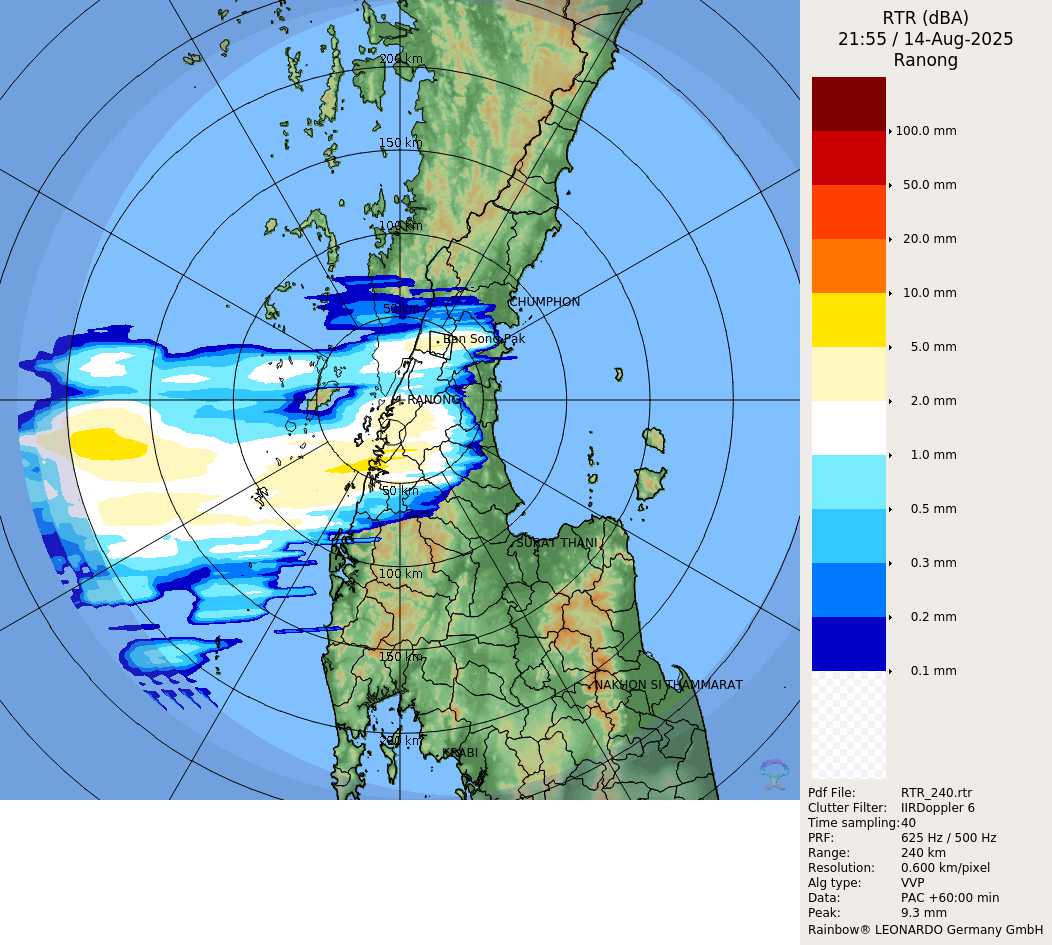 RTR (dBA)
21:55 / 14-Aug-2025
Ranong
200 km
150 km
100 km
50 km
CHUMPHON
Ban Song Pak
RANONG
50 km
SURAT THANI
100 km
150 km
NAKHON SI THAMMARAT
200 km
KRABI
100.0 mm
50.0 mm
20.0 mm
10.0 mm
5.0 mm
2.0 mm
1.0 mm
0.5 mm
0.3 mm
0.2 mm
0.1 mm
Pdf File: RTR_240.rtr
Clutter Filter: IIRDoppler 6
Time sampling:40
PRF: 625 Hz / 500 Hz
Range: 240 km
Resolution: 0.600 km/pixel
Alg type: VVP
Data: PAC +60:00 min
Peak: 9.3 mm
Rainbow® LEONARDO Germany GmbH